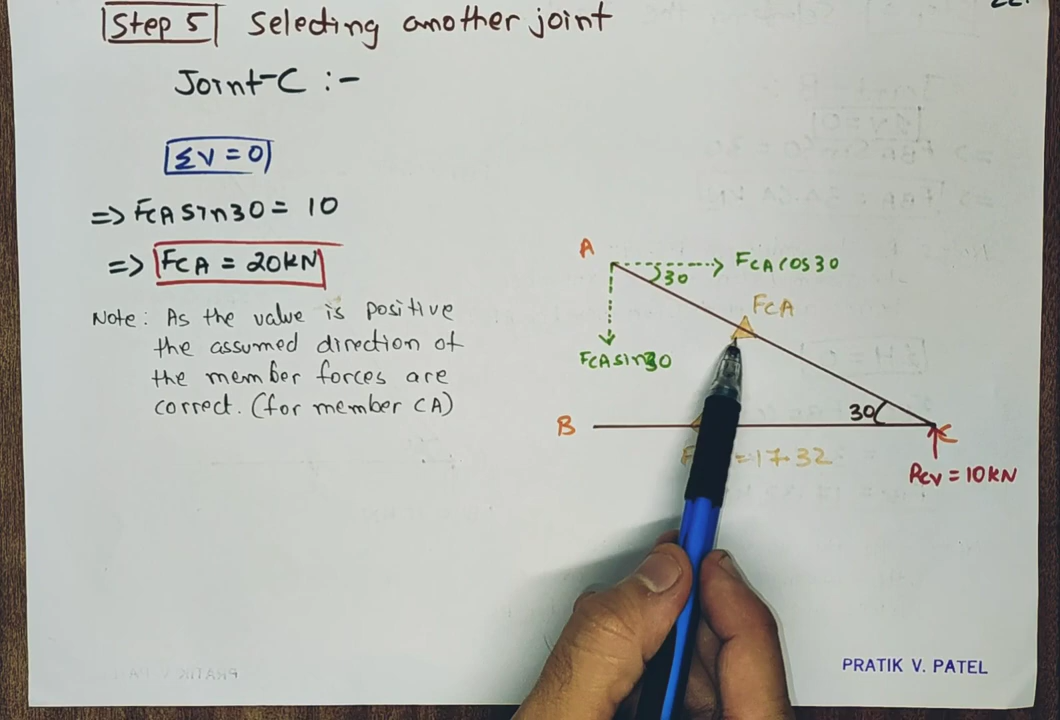 Step 5 Selecting another joint
Joint-C :-
ΣV = 0
=> FCA sin30 = 10
=> FCA = 20KN
Note: As the value is positive
the assumed direction of
the member forces are
correct. (for member CA)
A
FCA cos30
30
FCA
FCA sin30
30
B
C
= 17.32
RCV = 10KN
PRATIK V. PATEL